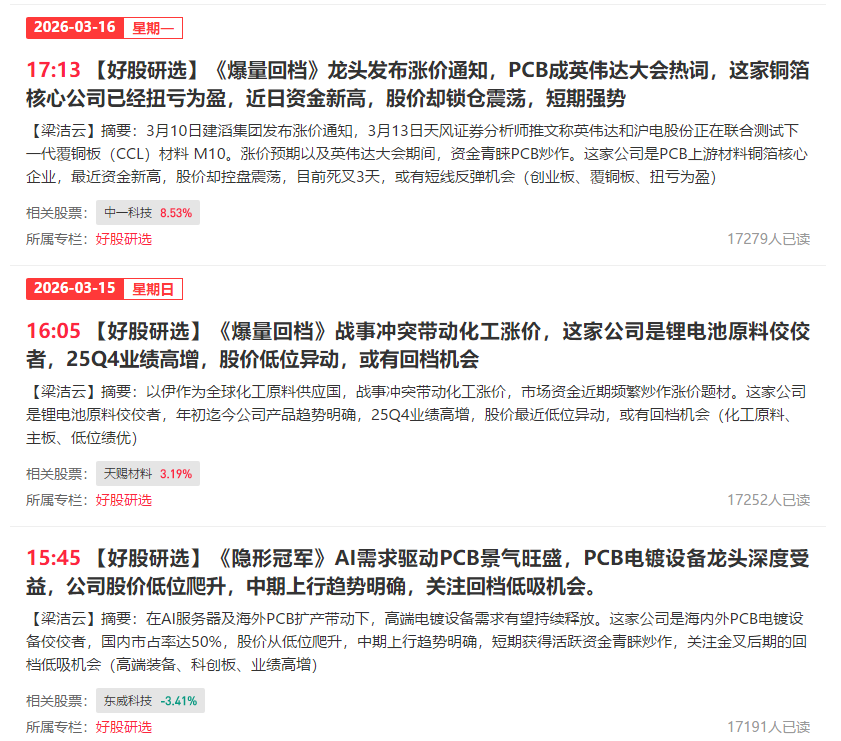 2026-03-16 星期一
17:13 【好股研选】《爆量回档》龙头发布涨价通知，PCB成英伟达大会热词，这家铜箔
核心公司已经扭亏为盈，近日资金新高，股价却锁仓震荡，短期强势
【梁洁云】摘要：3月10日建滔集团发布涨价通知，3月13日天风证券分析师推文称英伟达和沪电股份正在联合测试下
一代覆铜板（CCL）材料 M10。涨价预期以及英伟达大会期间，资金青睐PCB炒作。这家公司是PCB上游材料铜箔核心
企业，最近资金新高，股价却控盘震荡，目前死叉3天，或有短线反弹机会（创业板、覆铜板、扭亏为盈）
相关股票： 中一科技 8.53%
所属专栏：好股研选 17279人已读
2026-03-15 星期日
16:05 【好股研选】《爆量回档》战事冲突带动化工涨价，这家公司是锂电池原料佼佼
者，25Q4业绩高增，股价低位异动，或有回档机会
【梁洁云】摘要：以伊作为全球化工原料供应国，战事冲突带动化工涨价，市场资金近期频繁炒作涨价题材。这家公司
是锂电池原料佼佼者，年初迄今公司产品趋势明确，25Q4业绩高增，股价最近低位异动，或有回档机会（化工原料、
主板、低位绩优）
相关股票： 天赐材料 3.19%
所属专栏：好股研选 17252人已读
15:45 【好股研选】《隐形冠军》AI需求驱动PCB景气旺盛，PCB电镀设备龙头深度受
益，公司股价低位爬升，中期上行趋势明确，关注回档低吸机会。
【梁洁云】摘要：在AI服务器及海外PCB扩产带动下，高端电镀设备需求有望持续释放。这家公司是海内外PCB电镀设
备佼佼者，国内市占率达50%，股价从低位爬升，中期上行趋势明确，短期获得活跃资金青睐炒作，关注金叉后期的回
档低吸机会（高端装备、科创板、业绩高增）
相关股票： 东威科技 -3.41%
所属专栏：好股研选 17191人已读